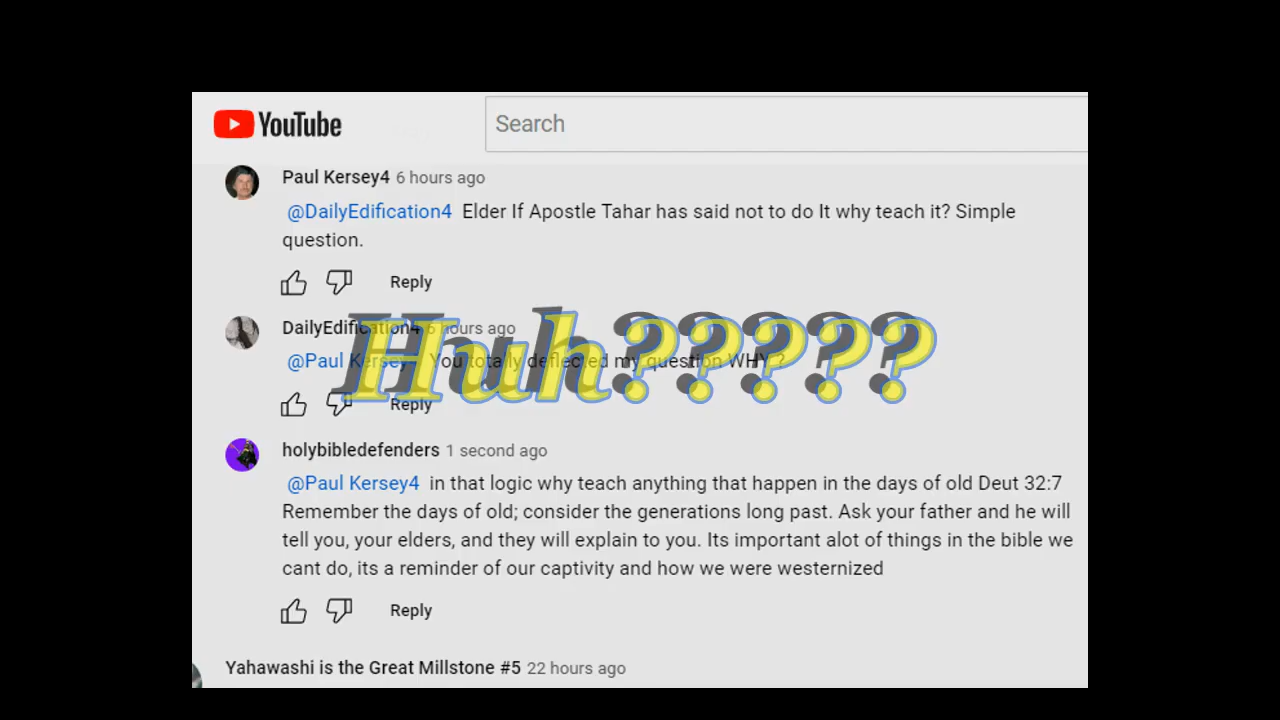 YouTube
Search
Paul Kersey4 6 hours ago
@DailyEdification4 Elder If Apostle Tahar has said not to do It why teach it? Simple
question.
Reply
DailyEdification4 6 hours ago
@Paul Kersey4 You totally deflected my question WHY ?
Huh?????
Reply
holybibledefenders 1 second ago
@Paul Kersey4 in that logic why teach anything that happen in the days of old Deut 32:7
Remember the days of old; consider the generations long past. Ask your father and he will
tell you, your elders, and they will explain to you. Its important alot of things in the bible we
cant do, its a reminder of our captivity and how we were westernized
Reply
Yahawashi is the Great Millstone #5 22 hours ago